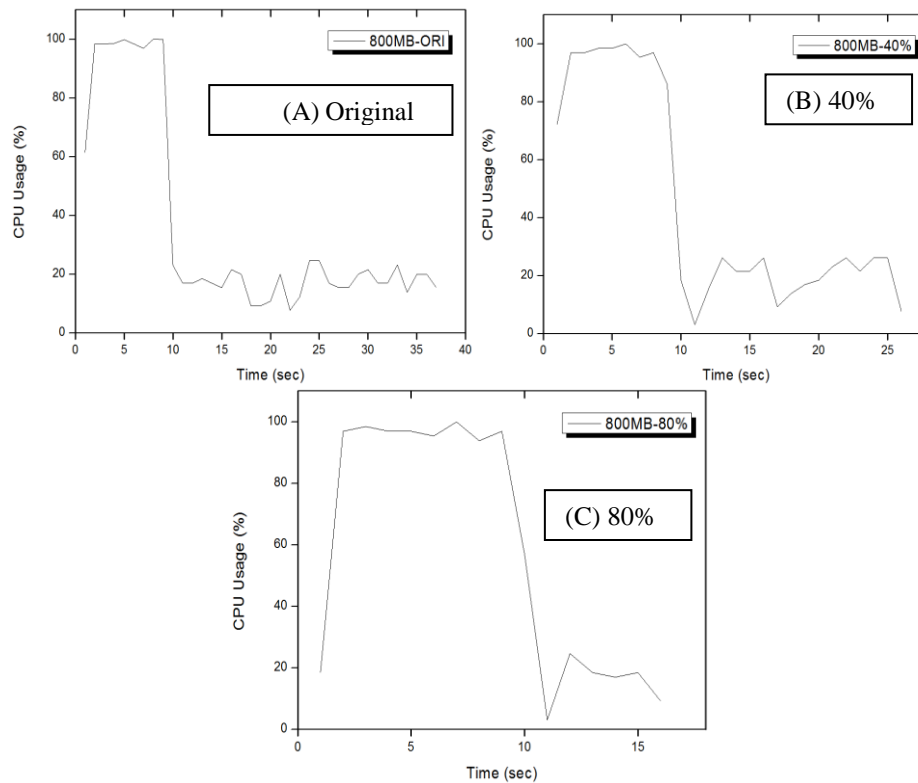 800MB-ORI
(A) Original
CPU Usage (%)
100
80
60
40
20
0
0 5 10 15 20 25 30 35 40
Time (sec)
800MB-40%
(B) 40%
CPU Usage (%)
100
80
60
40
20
0
0 5 10 15 20 25
Time (sec)
800MB-80%
(C) 80%
CPU Usage (%)
100
80
60
40
20
0
0 5 10 15
Time (sec)